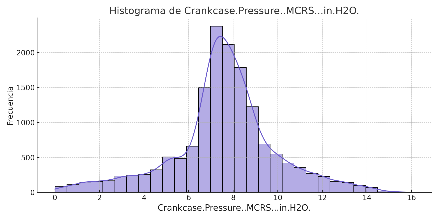 Histograma de Crankcase.Pressure..MCRS...in.H2O.
Frecuencia
2000
1500
1000
500
0
0 2 4 6 8 10 12 14 16
Crankcase.Pressure..MCRS...in.H2O.